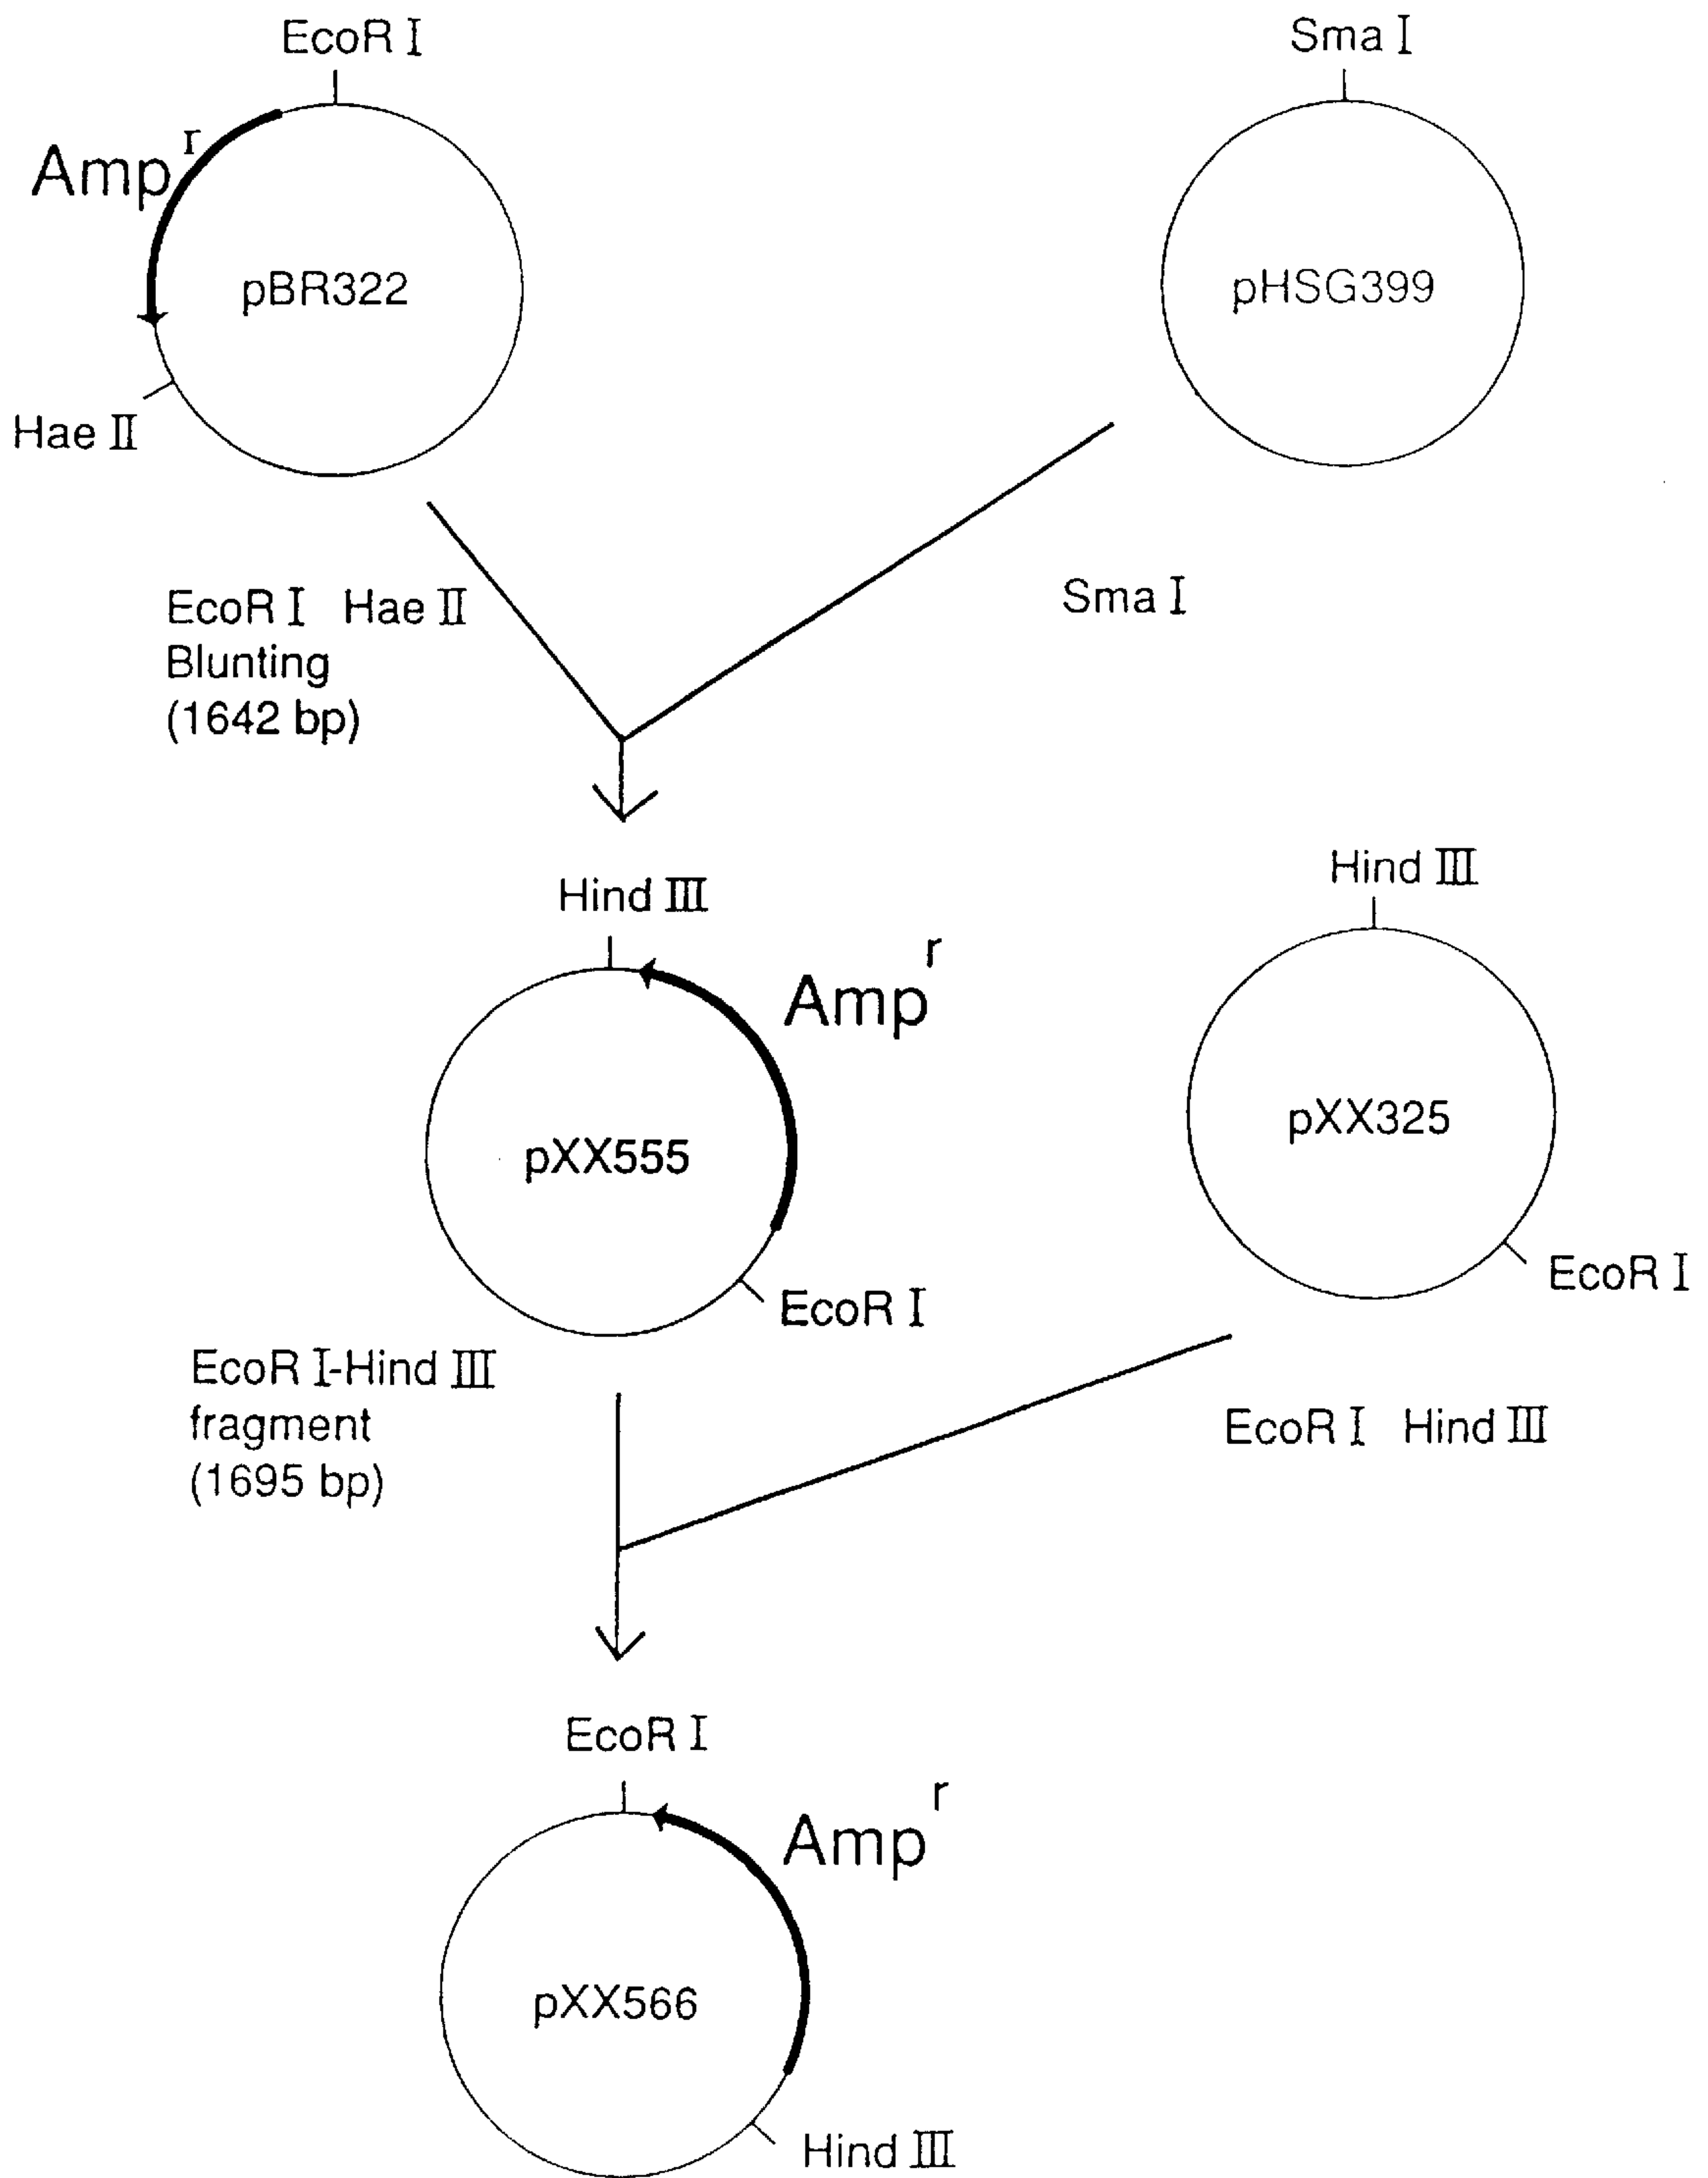 EcoR I
Sma I
Amp r
pBR322
pHSG399
Hae II
EcoR I Hae II
Blunting
(1642 bp)
Sma I
Hind III
Hind III
Amp r
pXX555
pXX325
EcoR I
EcoR I
EcoR I-Hind III
fragment
(1695 bp)
EcoR I Hind III
EcoR I
Amp r
pXX566
Hind III